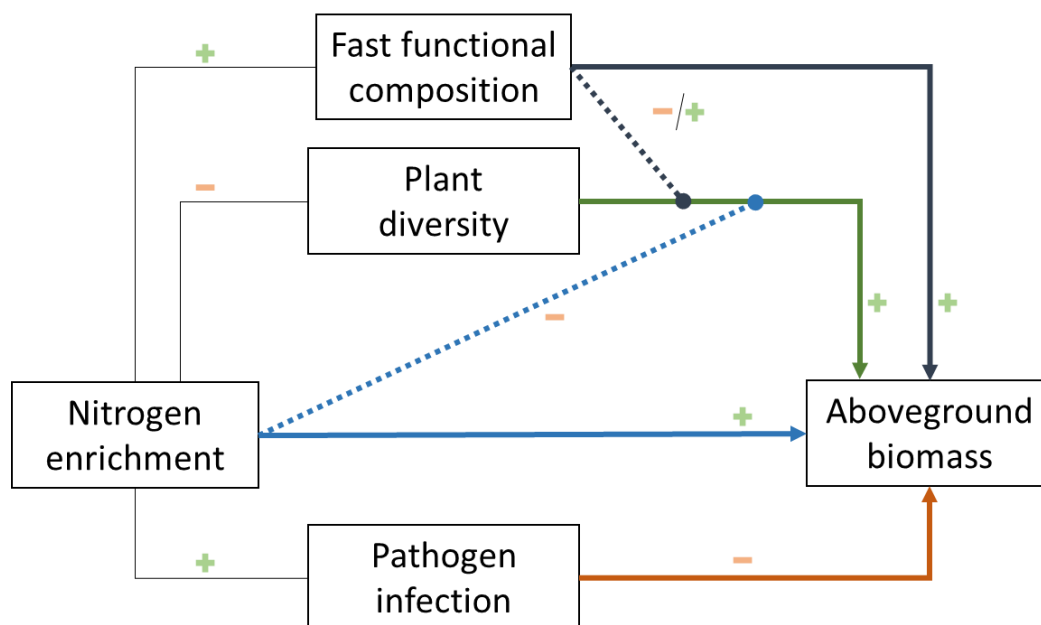 Fast functional
composition
+
−/+
Plant
diversity
−
−
+
+
Nitrogen
enrichment
+
Aboveground
biomass
Pathogen
infection
+
−